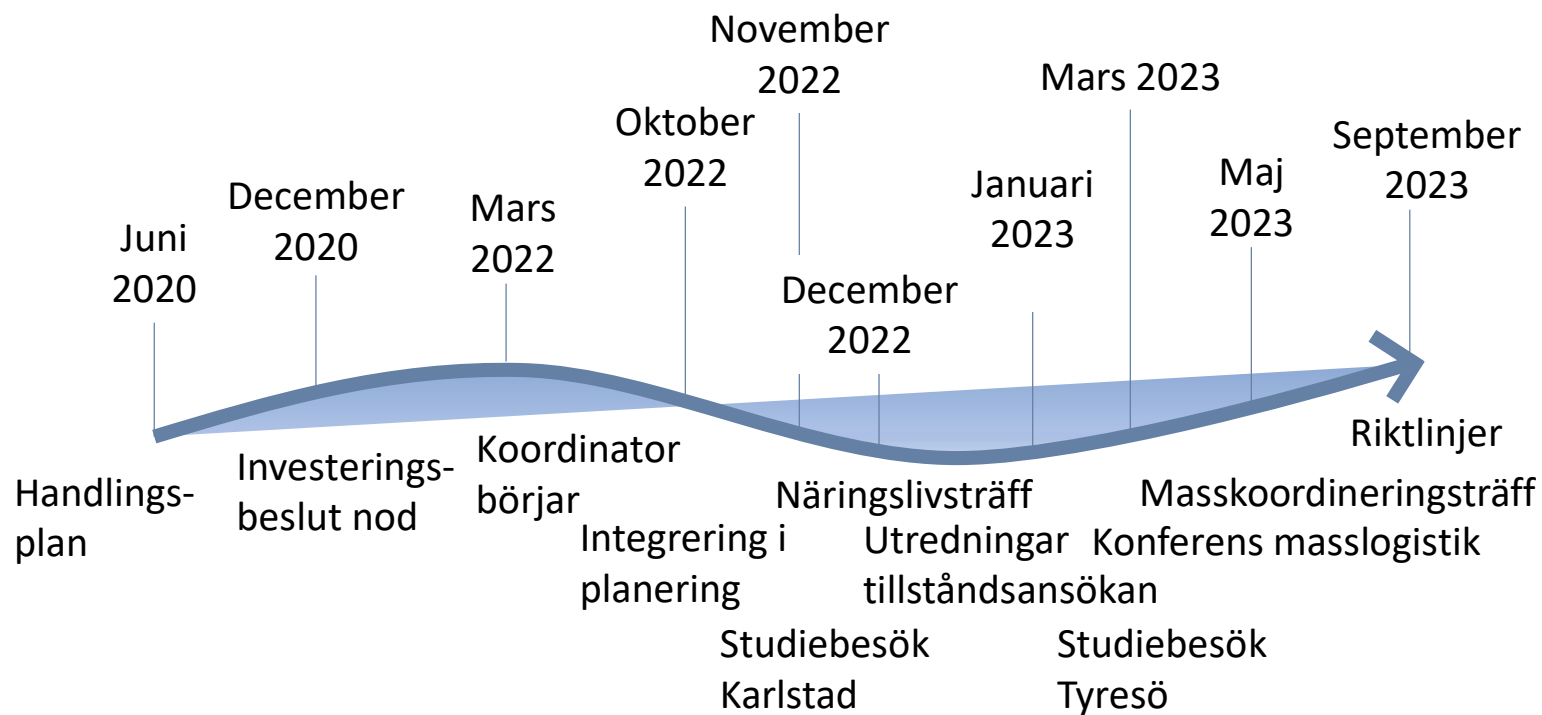 Juni
2020
December
2020
Mars
2022
Oktober
2022
November
2022
December
2022
Januari
2023
Mars 2023
Maj
2023
September
2023
Handlings-
plan
Investerings-
beslut nod
Koordinator
börjar
Integrering i
planering
Näringslivsträff
Studiebesök
Karlstad
Utredningar
tillståndsansökan
Studiebesök
Tyresö
Konferens masslogistik
Masskoordineringsträff
Riktlinjer